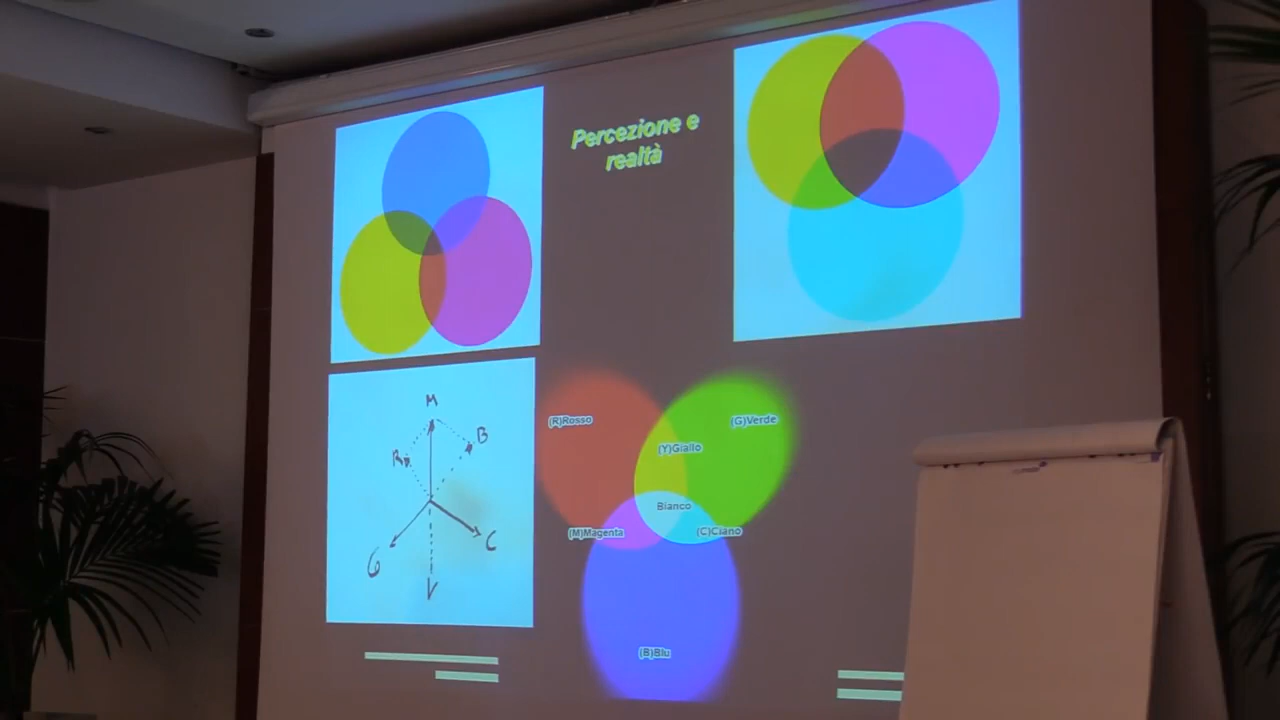 Percezione e
realtà
M
B
R
G
C
V
(R)Rosso
(G)Verde
(Y)Giallo
Bianco
(M)Magenta
(C)Ciano
(B)Blu